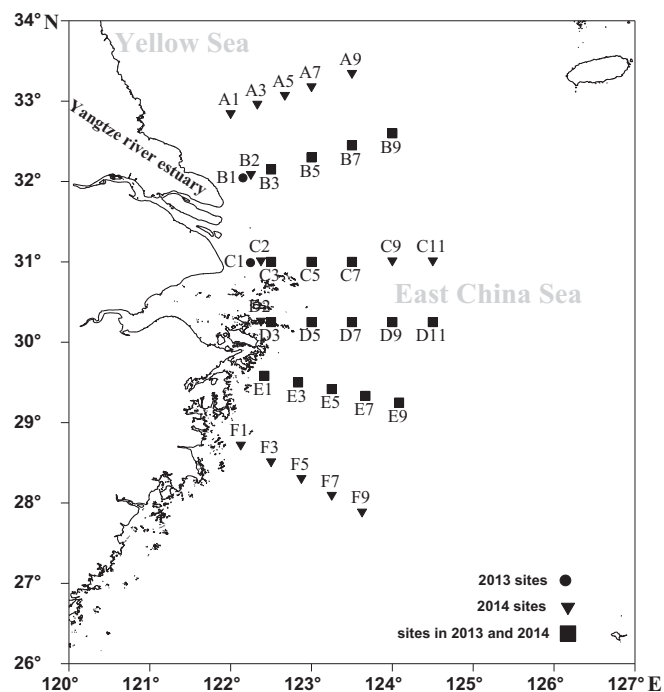 34° N
Yellow Sea
A9
A7
A5
A3
A1
33°
Yangtze river estuary
B9
B7
B5
B2
B3
B1
32°
C2
C9
C11
C1
31°
C3
C5
C7
East China Sea
D2
30°
D3
D5
D7
D9
D11
E1
E3
E5
E7
E9
29°
F1
F3
F5
F7
F9
28°
27°
2013 sites
2014 sites
sites in 2013 and 2014
26°
120°
121°
122°
123°
124°
125°
126°
127° E